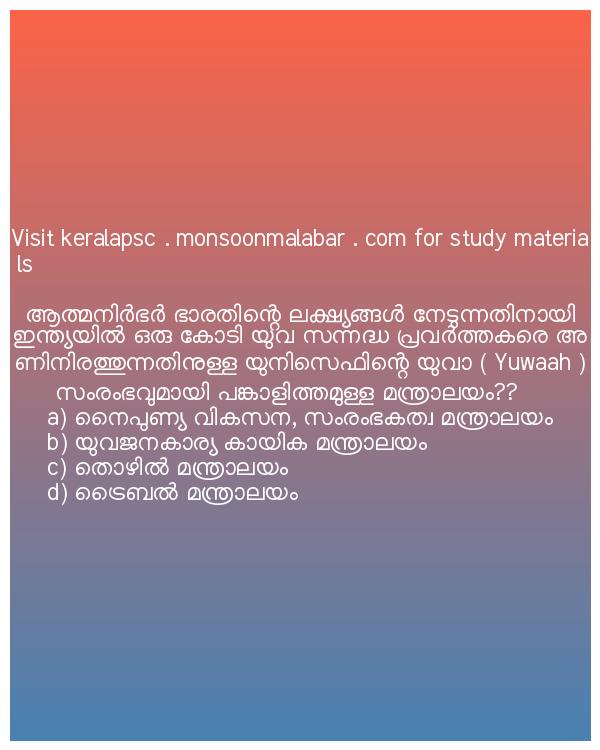 Visit keralapsc . monsoonmalabar . com for study materia
ls
ആത്മനിർഭർ ഭാരതിന്റെ ലക്ഷ്യങ്ങൾ നേടുന്നതിനായി
ഇന്ത്യയിൽ ഒരു കോടി യുവ സന്നദ്ധ പ്രവർത്തകരെ അ
ണിനിരത്തുന്നതിനുള്ള യുനിസെഫിന്റെ യുവാ ( Yuwaah )
സംരംഭവുമായി പങ്കാളിത്തമുള്ള മന്ത്രാലയം??
a) നൈപുണ്യ വികസന, സംരംഭകത്വ മന്ത്രാലയം
b) യുവജനകാര്യ കായിക മന്ത്രാലയം
c) തൊഴിൽ മന്ത്രാലയം
d) ട്രൈബൽ മന്ത്രാലയം